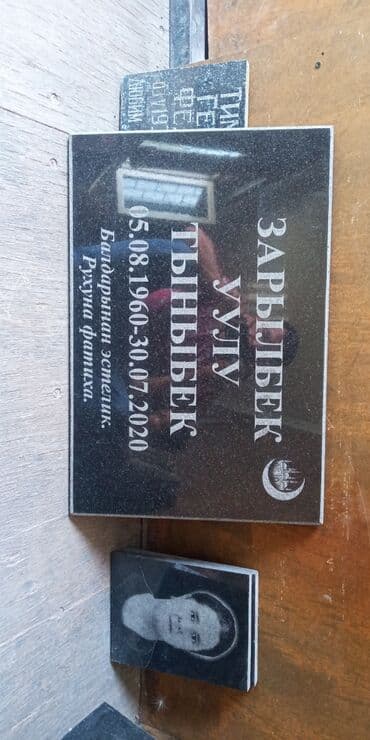 ЗАРЫЛБЕК
УУЛУ
ТЫНЫБЕК
05.08.1960-30.07.2020
Балдарынан эстелик.
Рухуна фатиха.